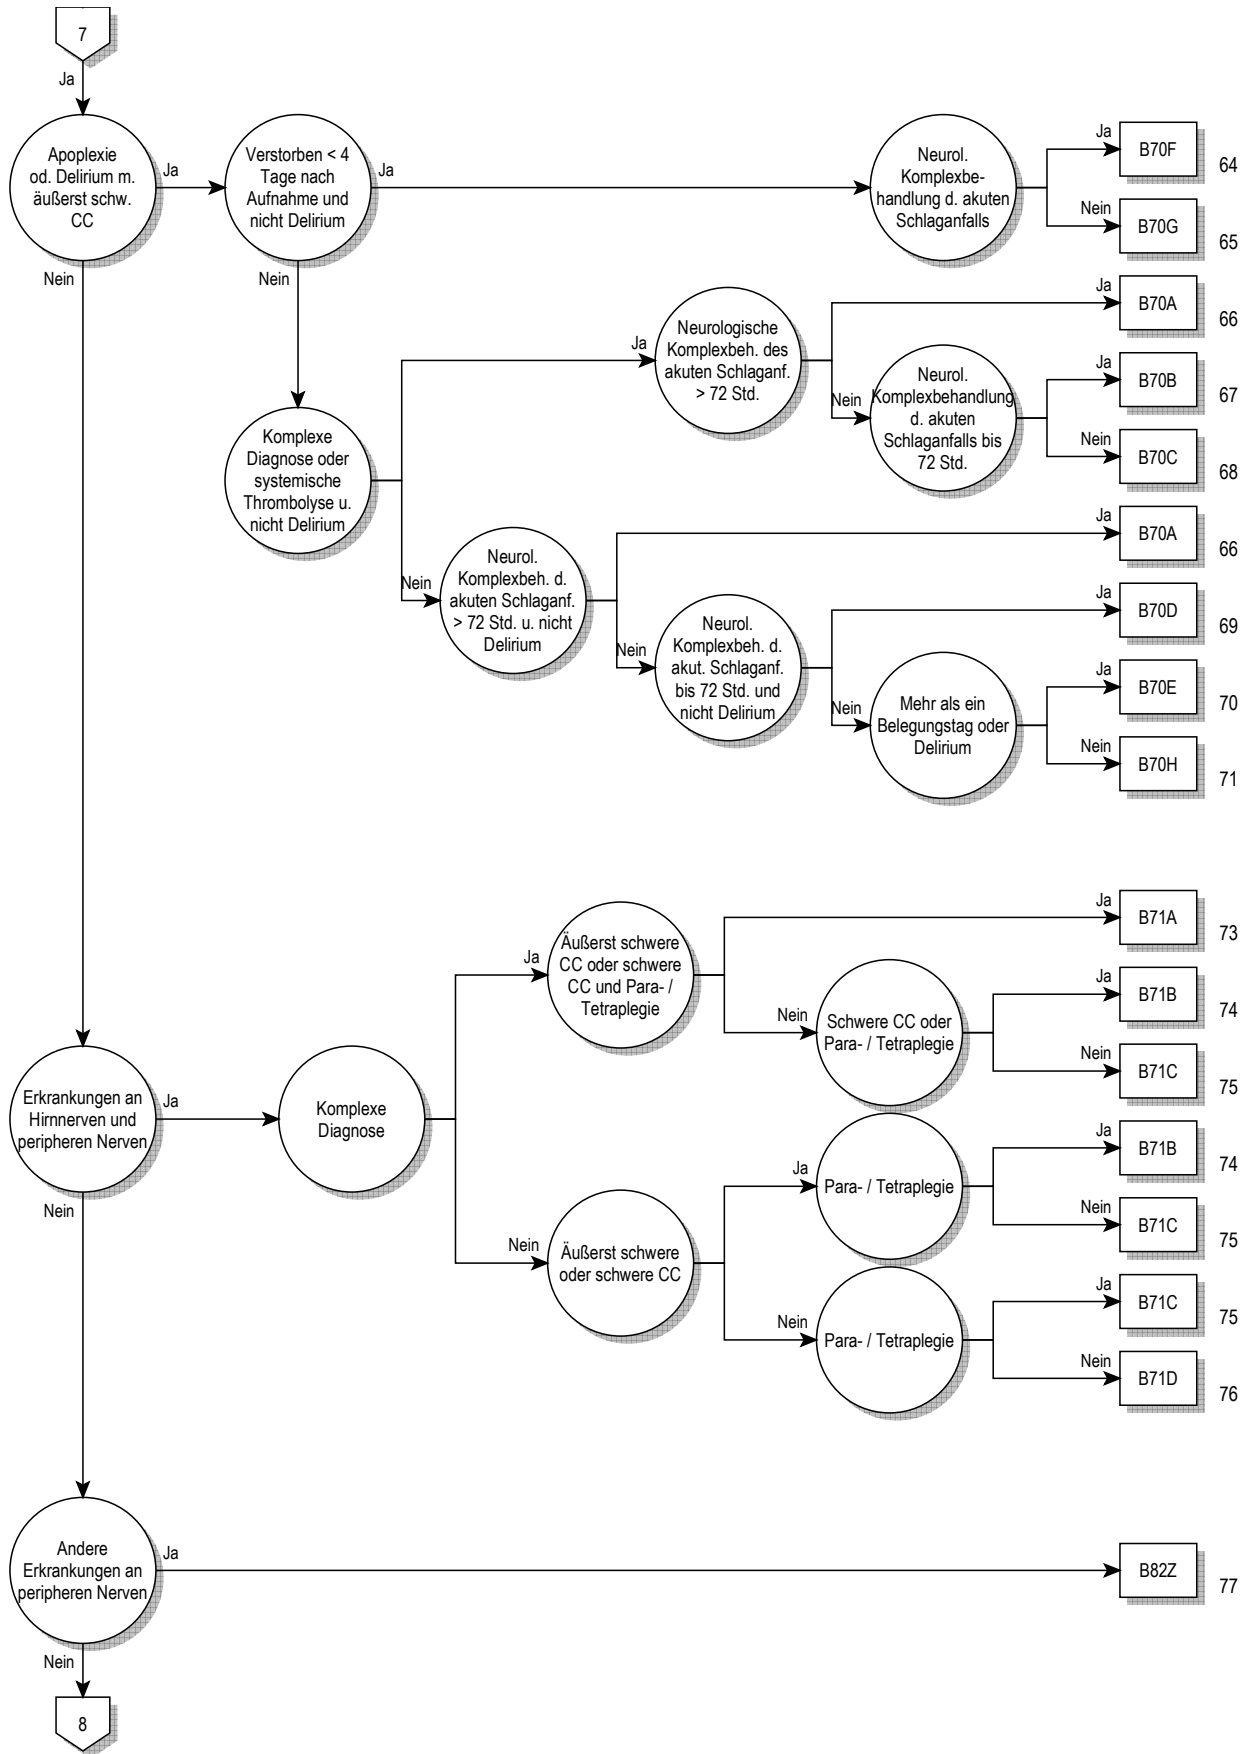 7
Ja
Apoplexie
od. Delirium m.
äußerst schw.
CC
Ja
Nein
Verstorben < 4
Tage nach
Aufnahme und
nicht Delirium
Ja
Nein
Neurol.
Komplexbe-
handlung d. akuten
Schlaganfalls
Ja
B70F
64
Nein
B70G
65
Komplexe
Diagnose oder
systemische
Thrombolyse u.
nicht Delirium
Ja
Neurologische
Komplexbeh. des
akuten Schlaganf.
> 72 Std.
Ja
B70A
66
Nein
Neurol.
Komplexbehandlung
d. akuten
Schlaganfalls bis
72 Std.
Ja
B70B
67
Nein
B70C
68
Nein
Neurol.
Komplexbeh. d.
akuten Schlaganf.
> 72 Std. u. nicht
Delirium
Ja
B70A
66
Nein
Neurol.
Komplexbeh. d.
akut. Schlaganf.
bis 72 Std. und
nicht Delirium
Ja
B70D
69
Nein
Mehr als ein
Belegungstag oder
Delirium
Ja
B70E
70
Nein
B70H
71
Erkrankungen an
Hirnnerven und
peripheren Nerven
Ja
Nein
Komplexe
Diagnose
Ja
Äußerst schwere
CC oder schwere
CC und Para- /
Tetraplegie
Ja
B71A
73
Nein
Schwere CC oder
Para- / Tetraplegie
Ja
B71B
74
Nein
B71C
75
Nein
Äußerst schwere
oder schwere CC
Ja
Para- / Tetraplegie
Ja
B71B
74
Nein
B71C
75
Nein
Para- / Tetraplegie
Ja
B71C
75
Nein
B71D
76
Andere
Erkrankungen an
peripheren Nerven
Ja
B82Z
77
Nein
8